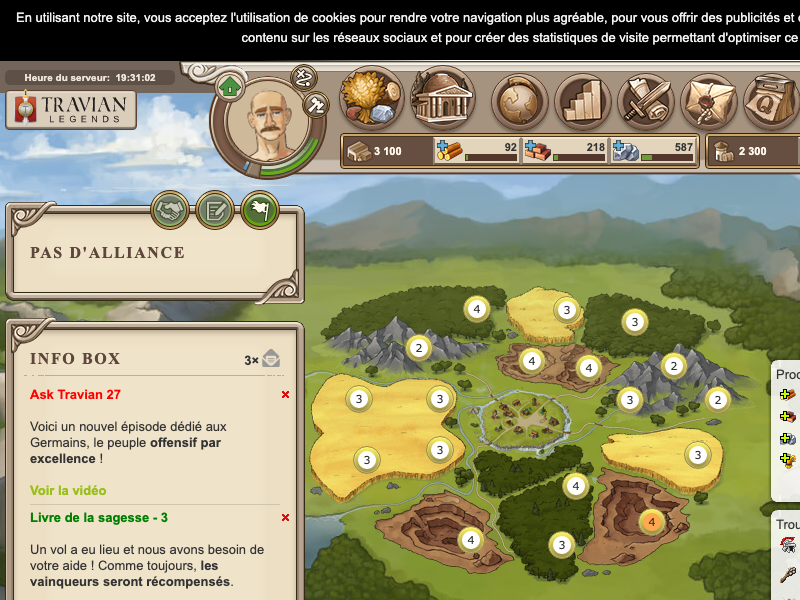 En utilisant notre site, vous acceptez l'utilisation de cookies pour rendre votre navigation plus agréable, pour vous offrir des publicités et
contenu sur les réseaux sociaux et pour créer des statistiques de visite permettant d'optimiser ce
Heure du serveur: 19:31:02
TRAVIAN
LEGENDS
Q
3 100
92
218
587
2 300
PAS D'ALLIANCE
INFO BOX
3×
Ask Travian 27
Voici un nouvel épisode dédié aux
Germains, le peuple offensif par
excellence !
Voir la vidéo
Livre de la sagesse - 3
Un vol a eu lieu et nous avons besoin de
votre aide ! Comme toujours, les
vainqueurs seront récompensés.
4
3
3
2
4
4
2
3
3
3
2
3
3
3
4
4
3
4
Prod
Trou